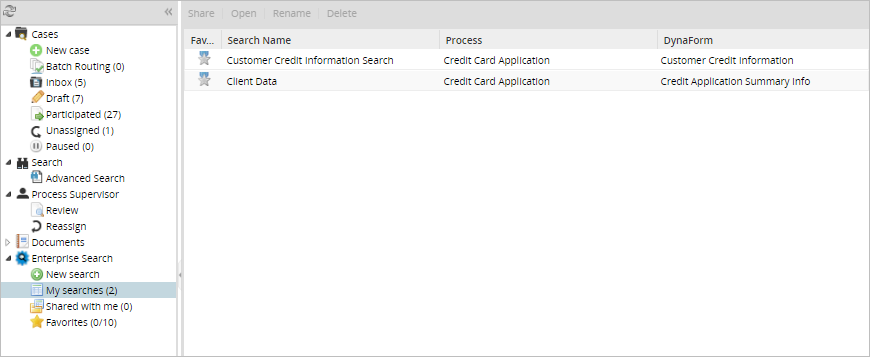 Share Open Rename Delete
Cases
New case
Batch Routing (0)
Inbox (5)
Draft (7)
Participated (27)
Unassigned (1)
Paused (0)
Search
Advanced Search
Process Supervisor
Review
Reassign
Documents
Enterprise Search
New search
My searches (2)
Shared with me (0)
Favorites (0/10)
Fav... Search Name Process DynaForm
Customer Credit Information Search Credit Card Application Customer Credit Information
Client Data Credit Card Application Credit Application Summary Info